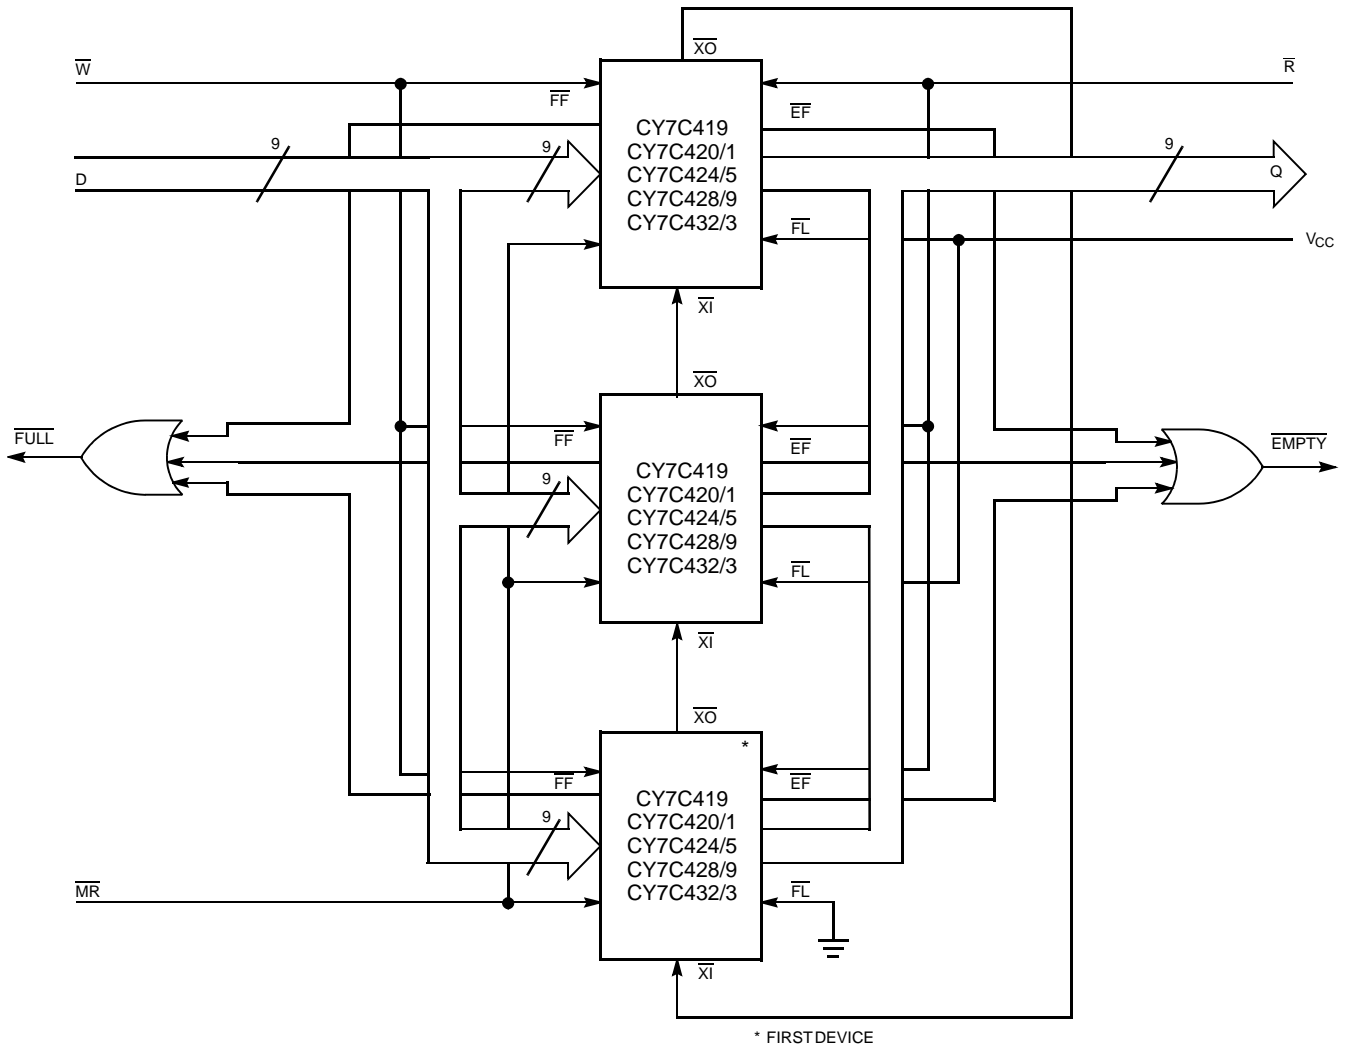 XO
W
R
FF
EF
CY7C419
CY7C420/1
CY7C424/5
CY7C428/9
CY7C432/3
9
9
9
D
Q
FL
VCC
XI
XO
FULL
FF
EF
EMPTY
CY7C419
CY7C420/1
CY7C424/5
CY7C428/9
CY7C432/3
9
FL
XI
XO
*
FF
EF
CY7C419
CY7C420/1
CY7C424/5
CY7C428/9
CY7C432/3
9
MR
FL
XI
* FIRST DEVICE